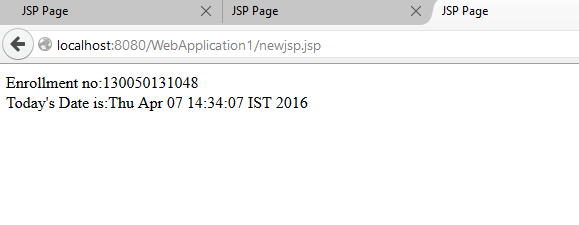 JSP Page JSP Page JSP Page
localhost:8080/WebApplication1/newjsp.jsp
Enrollment no:130050131048
Today's Date is:Thu Apr 07 14:34:07 IST 2016